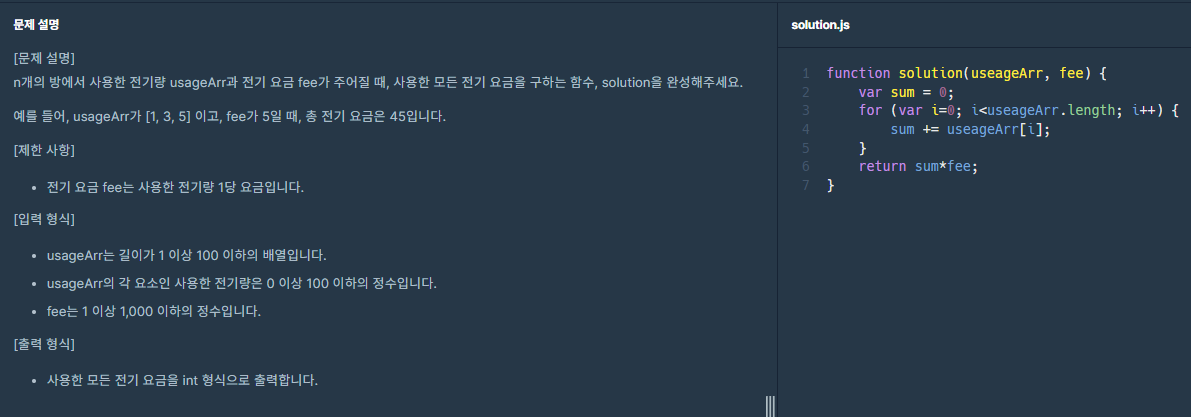 문제 설명
[문제 설명]
n개의 방에서 사용한 전기량 usageArr과 전기 요금 fee가 주어질 때, 사용한 모든 전기 요금을 구하는 함수, solution을 완성해주세요.
예를 들어, usageArr가 [1, 3, 5] 이고, fee가 5일 때, 총 전기 요금은 45입니다.
[제한 사항]
• 전기 요금 fee는 사용한 전기량 1당 요금입니다.
[입력 형식]
• usageArr는 길이가 1 이상 100 이하의 배열입니다.
• usageArr의 각 요소인 사용한 전기량은 0 이상 100 이하의 정수입니다.
• fee는 1 이상 1,000 이하의 정수입니다.
[출력 형식]
• 사용한 모든 전기 요금을 int 형식으로 출력합니다.
solution.js
1 function solution(useageArr, fee) {
2     var sum = 0;
3     for (var i=0; i<useageArr.length; i++) {
4         sum += useageArr[i];
5     }
6     return sum*fee;
7 }